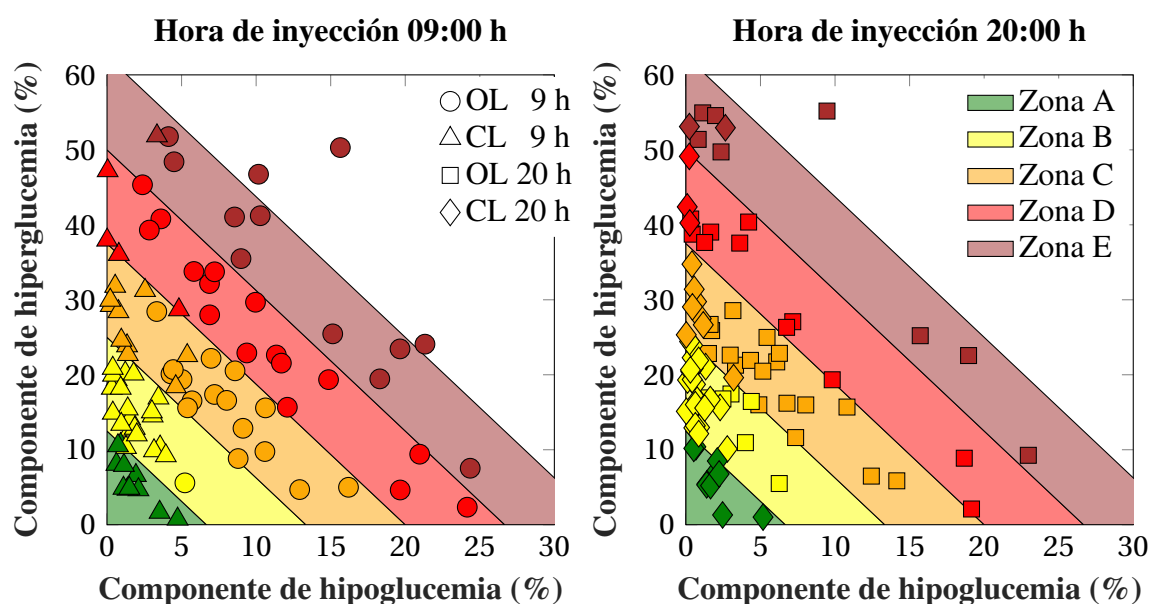 Hora de inyección 09:00 h
Componente de hiperglucemia (%)
60
50
40
30
20
10
0
OL 9 h
CL 9 h
OL 20 h
CL 20 h
0 5 10 15 20 25 30
Componente de hipoglucemia (%)
Hora de inyección 20:00 h
Componente de hiperglucemia (%)
60
50
40
30
20
10
0
Zona A
Zona B
Zona C
Zona D
Zona E
0 5 10 15 20 25 30
Componente de hipoglucemia (%)